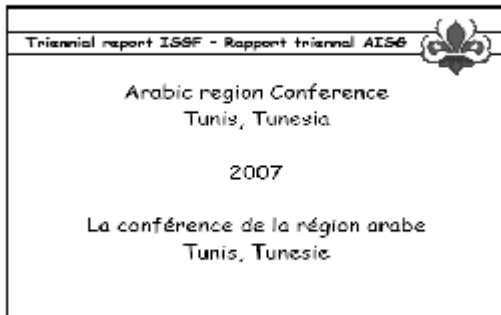 Triennial report ISGF - Rapport triennal AISG
Arabic region Conference
Tunis, Tunesia
2007
La conférence de la région arabe
Tunis, Tunesie